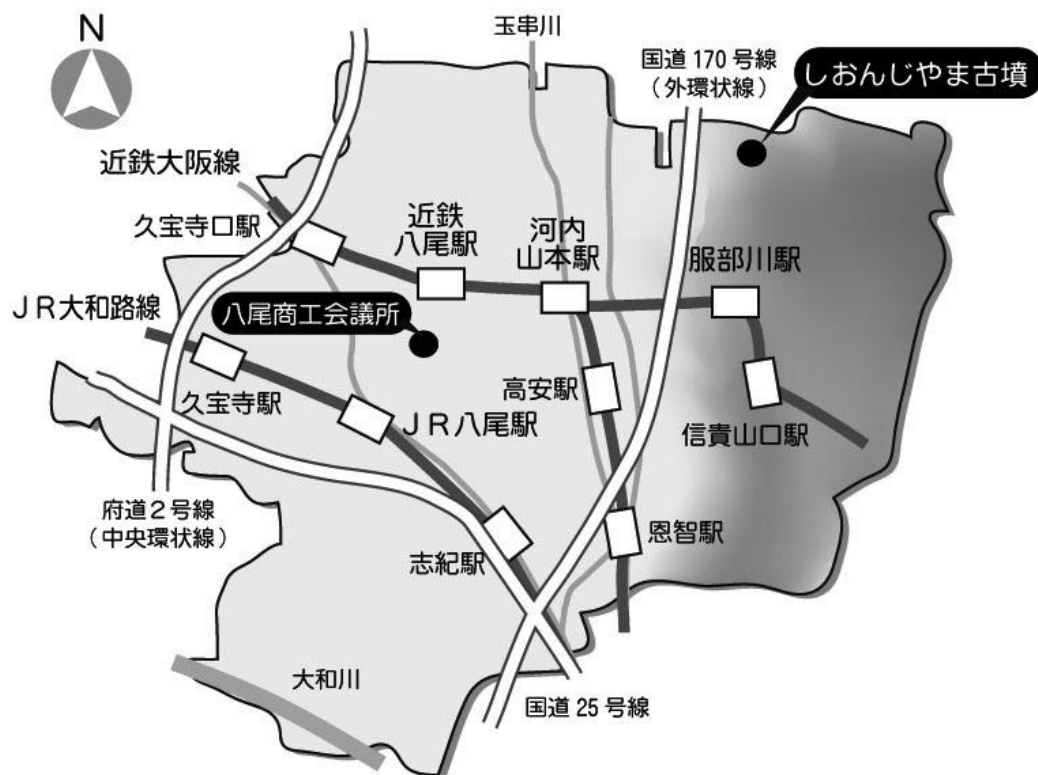 玉串川
N
国道170号線
(外環状線)
しおんじやま古墳
近鉄大阪線
久宝寺口駅
近鉄
八尾駅
河内
山本駅
服部川駅
JR大和路線
八尾商工会議所
久宝寺駅
JR八尾駅
高安駅
信貴山口駅
府道2号線
(中央環状線)
志紀駅
恩智駅
大和川
国道25号線